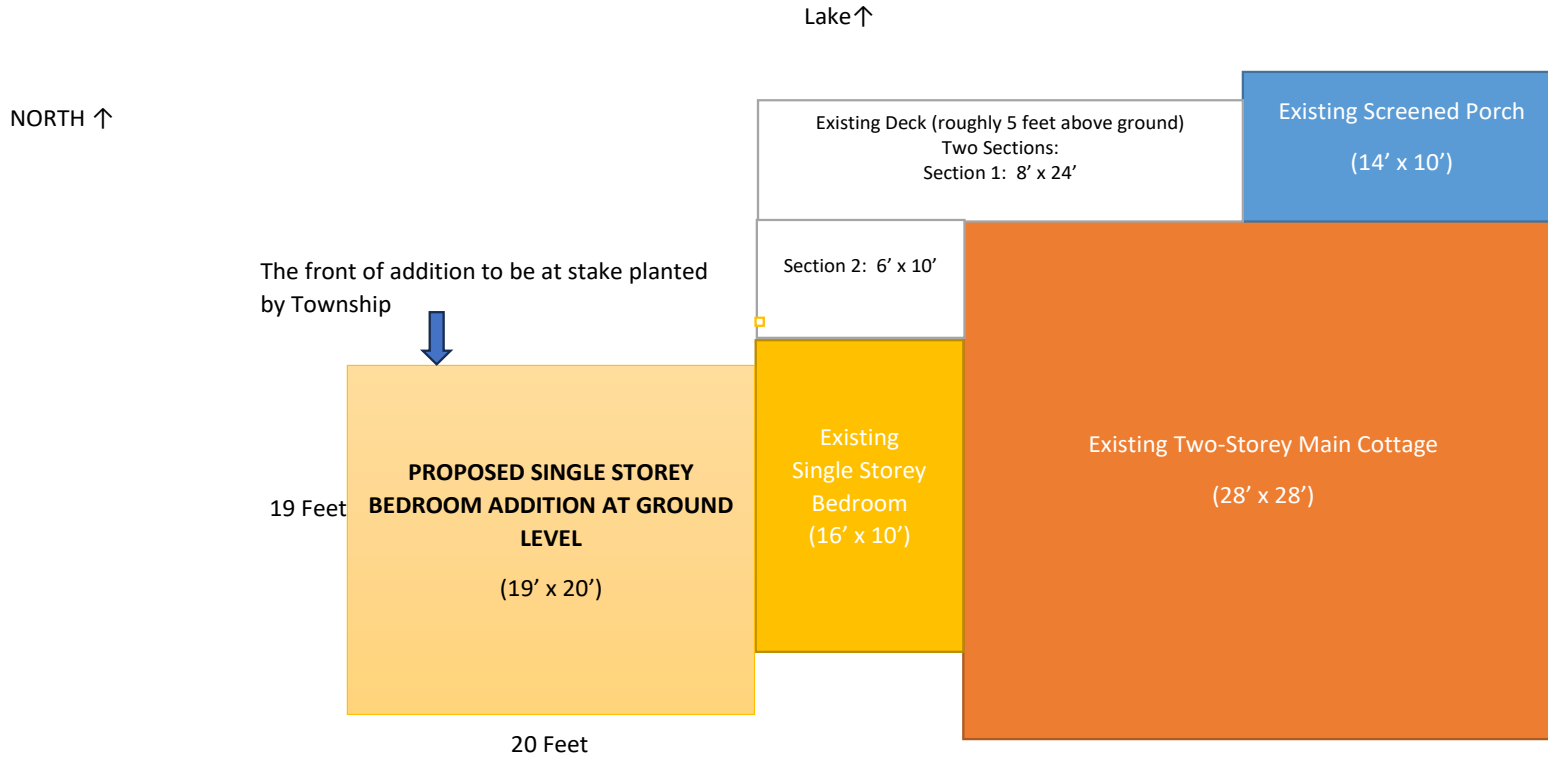 Lake↑
NORTH ↑
Existing Deck (roughly 5 feet above ground)
Two Sections:
Section 1:  8’ x 24’
Existing Screened Porch
(14’ x 10’)
Section 2:  6’ x 10’
The front of addition to be at stake planted
by Township
19 Feet
PROPOSED SINGLE STOREY
BEDROOM ADDITION AT GROUND
LEVEL
(19’ x 20’)
Existing
Single Storey
Bedroom
(16’ x 10’)
Existing Two-Storey Main Cottage
(28’ x 28’)
20 Feet